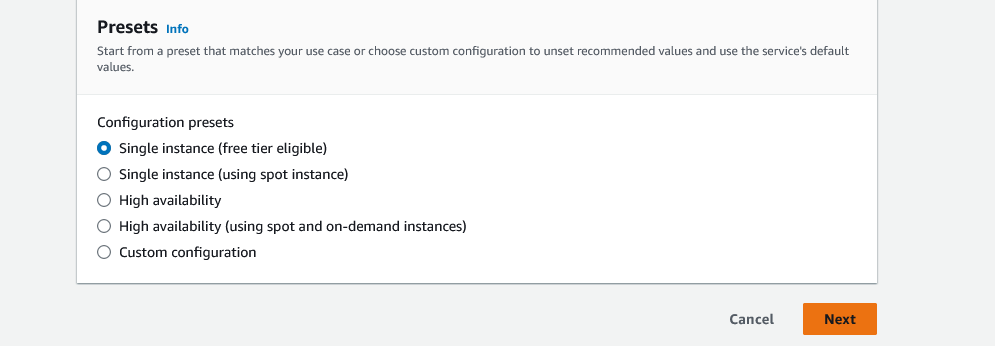 Presets Info
Start from a preset that matches your use case or choose custom configuration to unset recommended values and use the service's default
values.
Configuration presets
Single instance (free tier eligible)
Single instance (using spot instance)
High availability
High availability (using spot and on-demand instances)
Custom configuration
Cancel Next